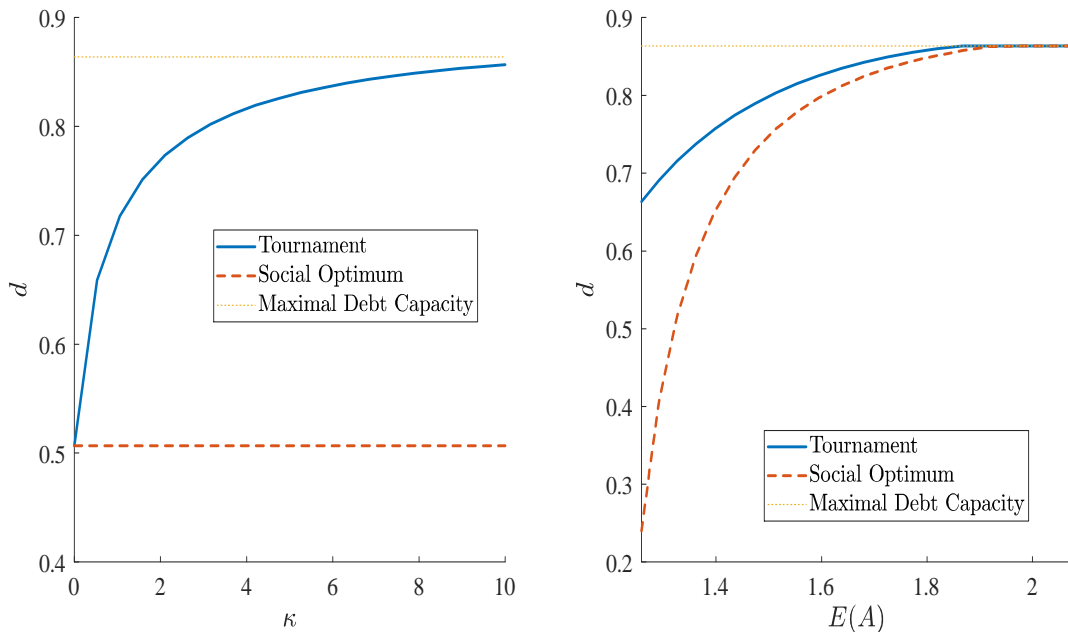 0.9
0.8
0.7
0.6
0.5
0.4
d
0
2
4
6
8
10
κ
Tournament
Social Optimum
Maximal Debt Capacity
0.9
0.8
0.7
0.6
0.5
0.4
0.3
0.2
d
1.4
1.6
1.8
2
E(A)
Tournament
Social Optimum
Maximal Debt Capacity